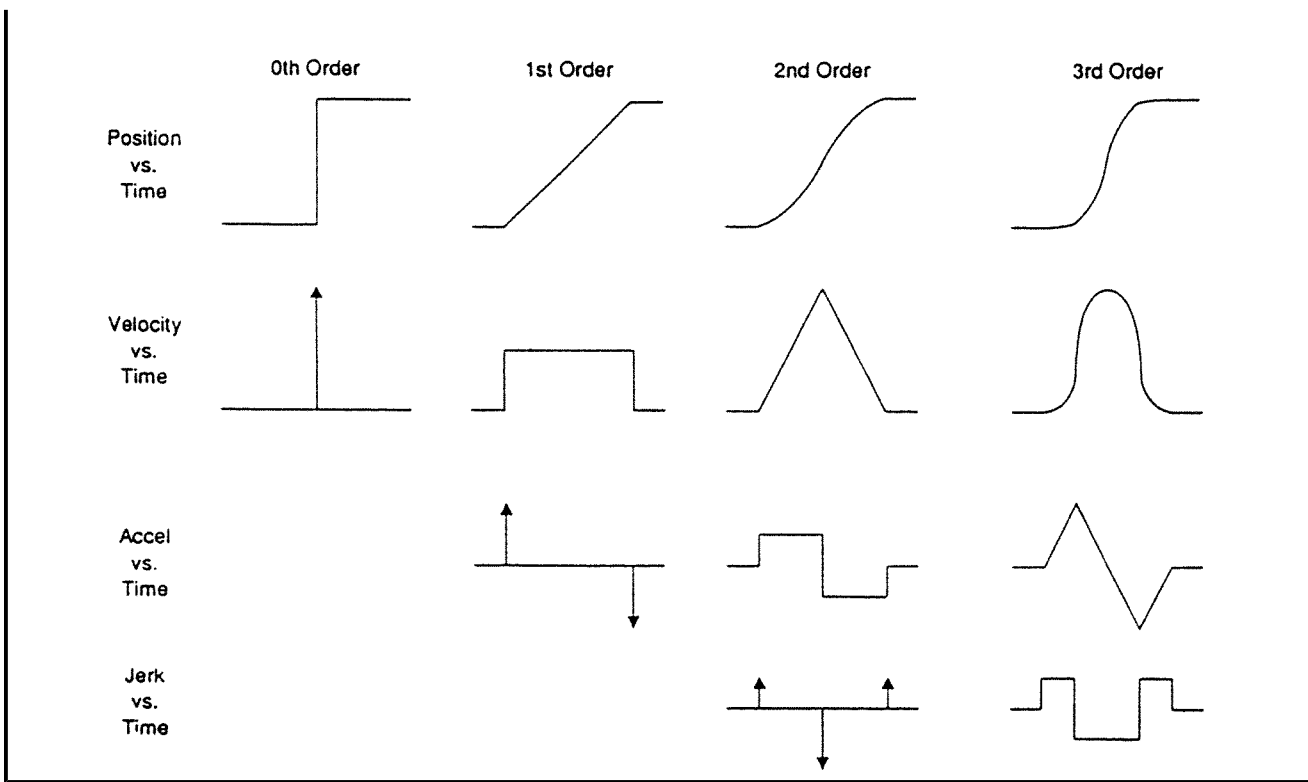 0th Order
1st Order
2nd Order
3rd Order
Position
vs.
Time
Velocity
vs.
Time
Accel
vs.
Time
Jerk
vs.
Time